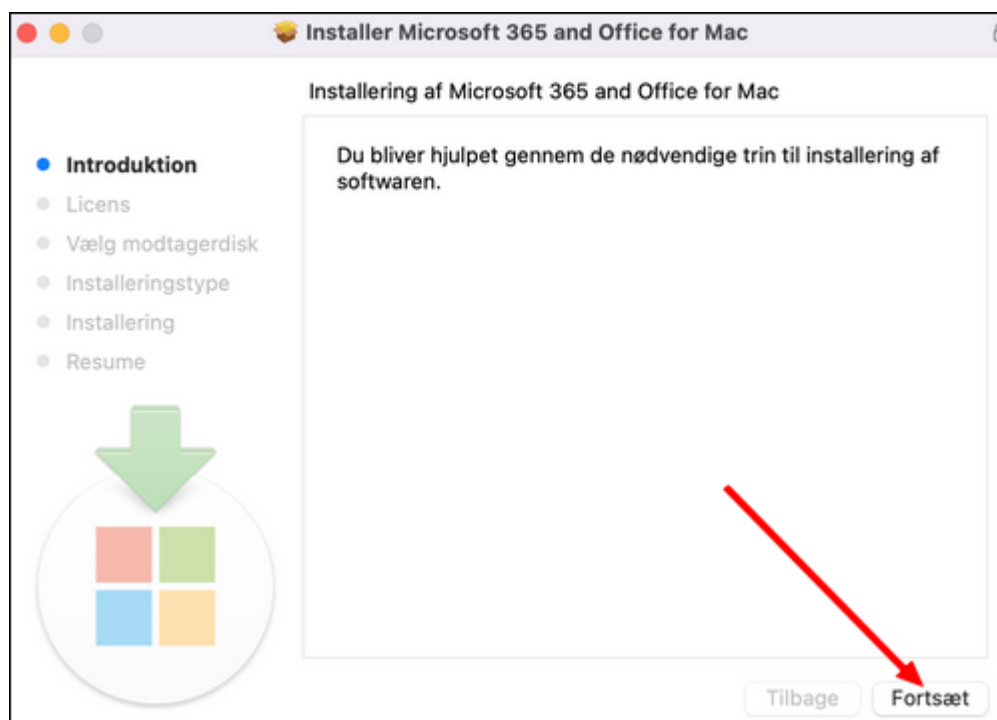 Installer Microsoft 365 and Office for Mac
Installering af Microsoft 365 and Office for Mac
Introduktion
Licens
Vælg modtagerdisk
Installeringstype
Installering
Resume
Du bliver hjulpet gennem de nødvendige trin til installering af
softwaren.
Tilbage
Fortsæt